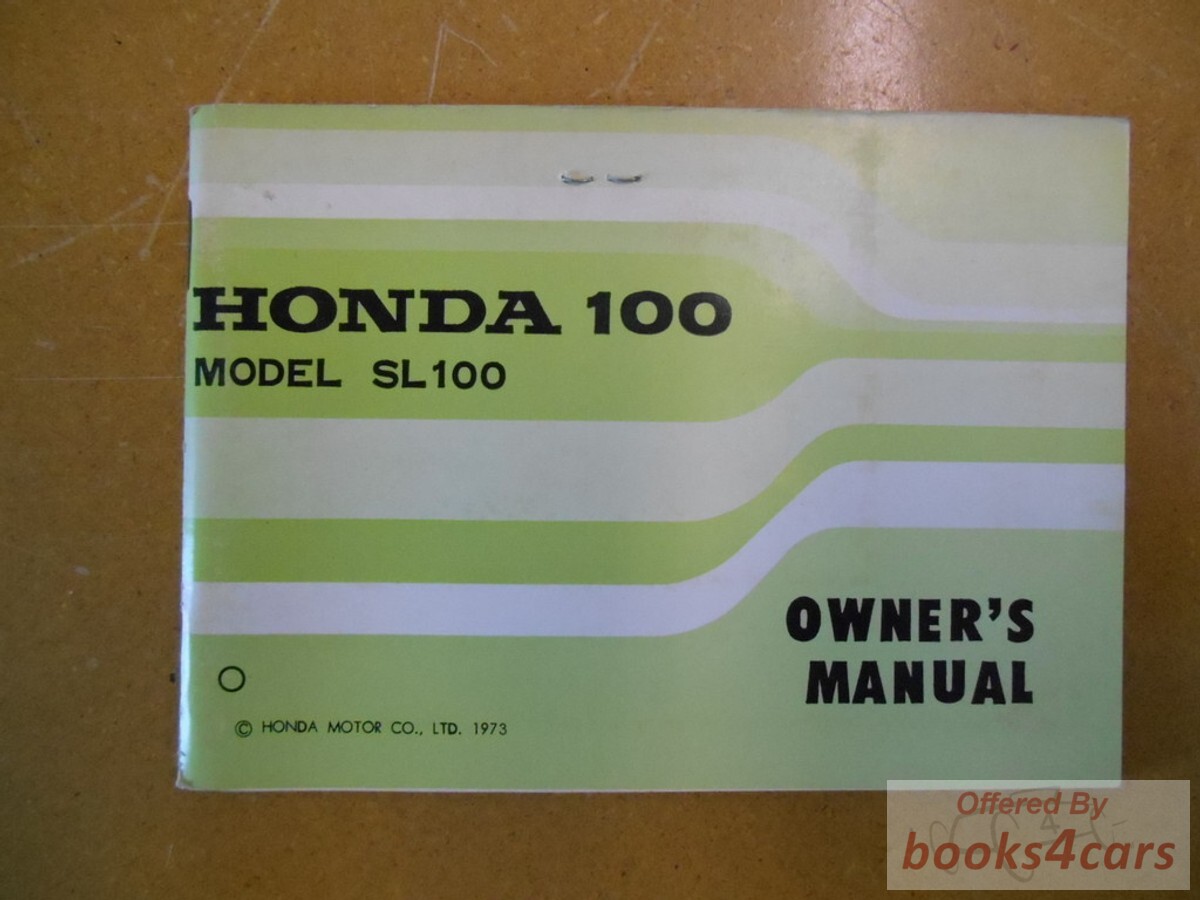 HONDA 100
MODEL SL100
OWNER'S
MANUAL
© HONDA MOTOR CO., LTD. 1973
Offered By
books4cars